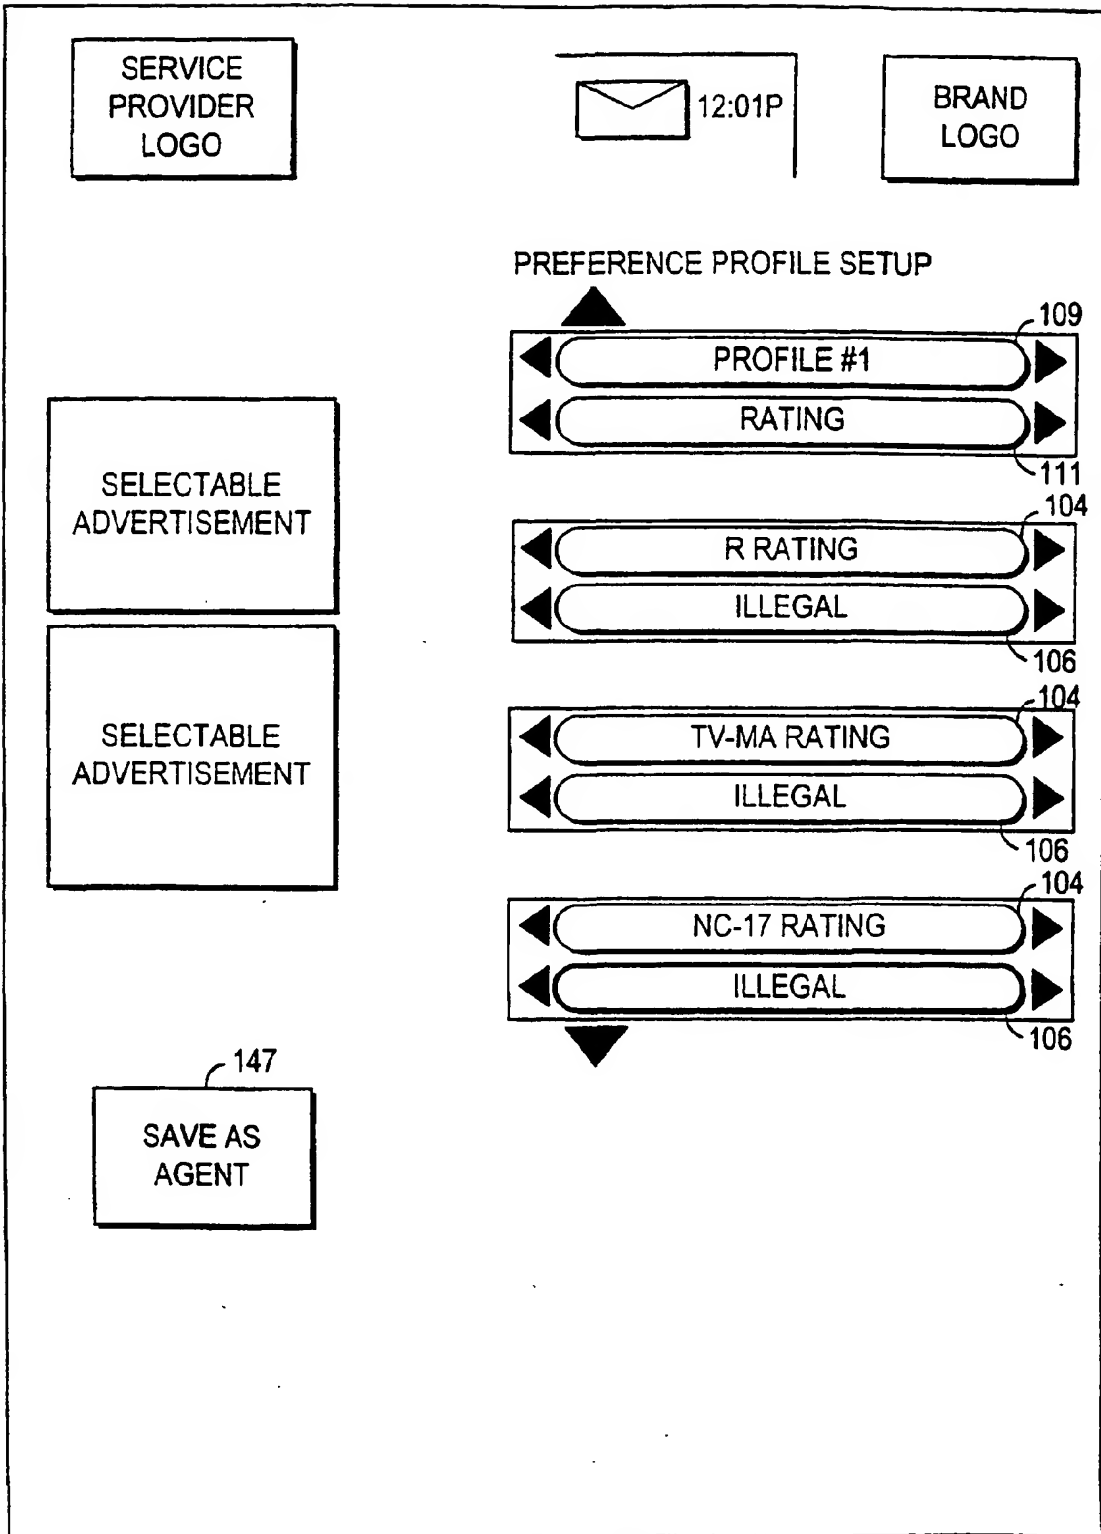 SERVICE
PROVIDER
LOGO
12:01P
BRAND
LOGO
PREFERENCE PROFILE SETUP
109
PROFILE #1
RATING
111
104
R RATING
ILLEGAL
106
104
TV-MA RATING
ILLEGAL
106
104
NC-17 RATING
ILLEGAL
106
SELECTABLE
ADVERTISEMENT
SELECTABLE
ADVERTISEMENT
147
SAVE AS
AGENT